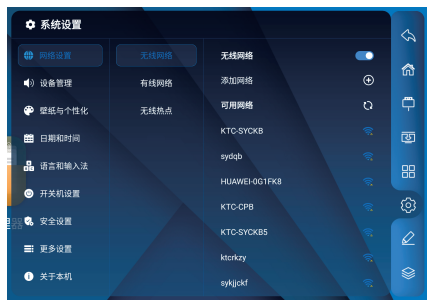 系统设置
网络设置
设备管理
壁纸与个性化
日期和时间
语言和输入法
开关机设置
安全设置
更多设置
关于本机
无线网络
有线网络
无线热点
无线网络
添加网络
可用网络
KTC-SYCKB
sydqb
HUAWEI-0G1FK8
KTC-CPB
KTC-SYCKB5
ktcrkzy
sykjjckf
理器